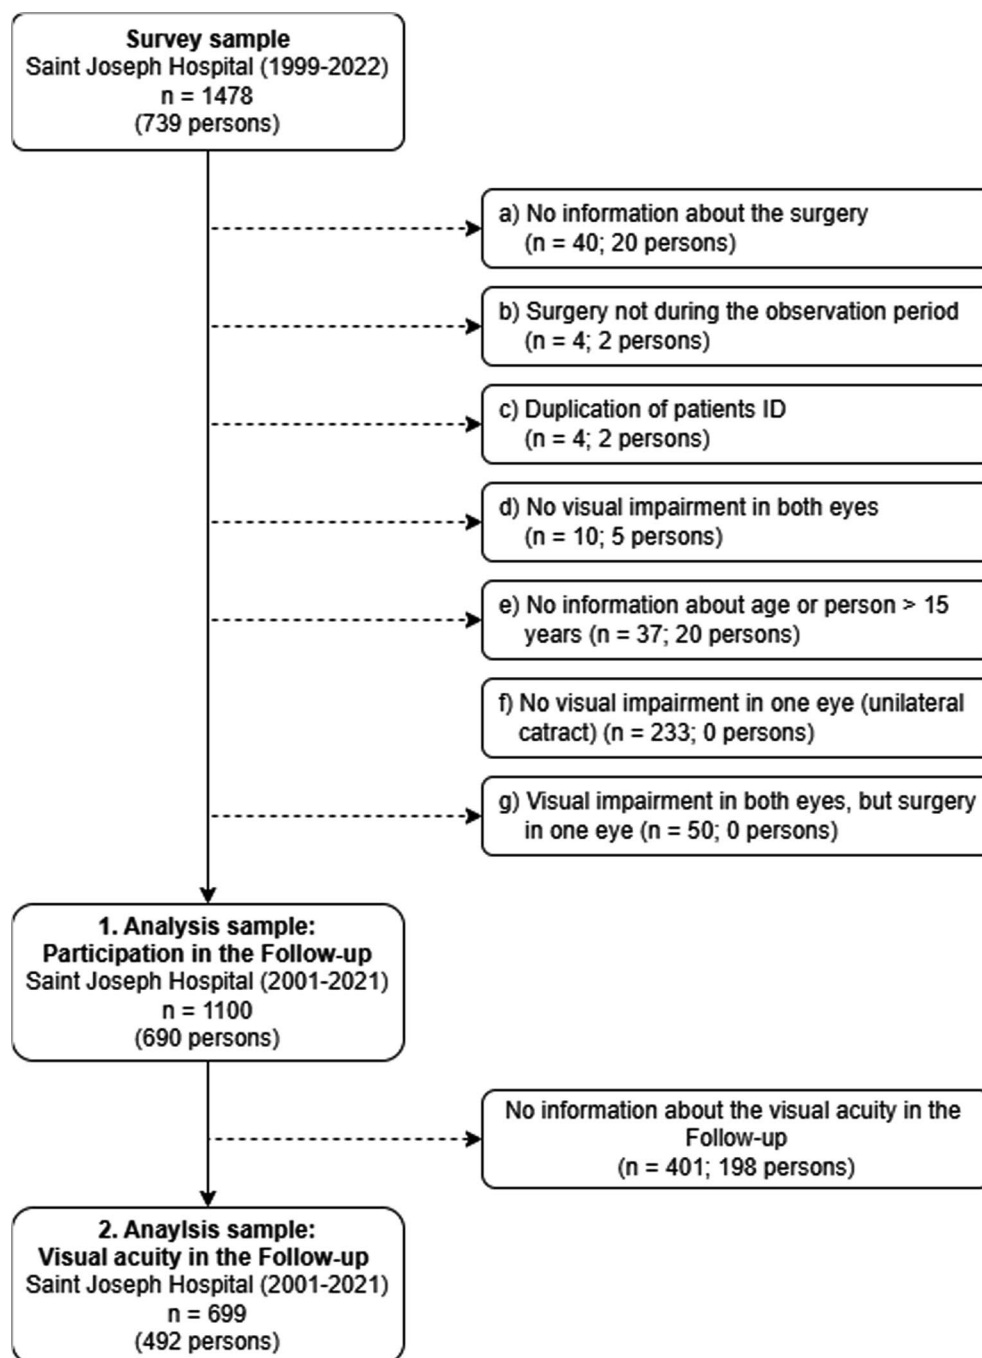 Survey sample
Saint Joseph Hospital (1999-2022)
n = 1478
(739 persons)
a) No information about the surgery
(n = 40; 20 persons)
b) Surgery not during the observation period
(n = 4; 2 persons)
c) Duplication of patients ID
(n = 4; 2 persons)
d) No visual impairment in both eyes
(n = 10; 5 persons)
e) No information about age or person > 15
years (n = 37; 20 persons)
f) No visual impairment in one eye (unilateral
catract) (n = 233; 0 persons)
g) Visual impairment in both eyes, but surgery
in one eye (n = 50; 0 persons)
1. Analysis sample:
Participation in the Follow-up
Saint Joseph Hospital (2001-2021)
n = 1100
(690 persons)
No information about the visual acuity in the
Follow-up
(n = 401; 198 persons)
2. Anaylsis sample:
Visual acuity in the Follow-up
Saint Joseph Hospital (2001-2021)
n = 699
(492 persons)